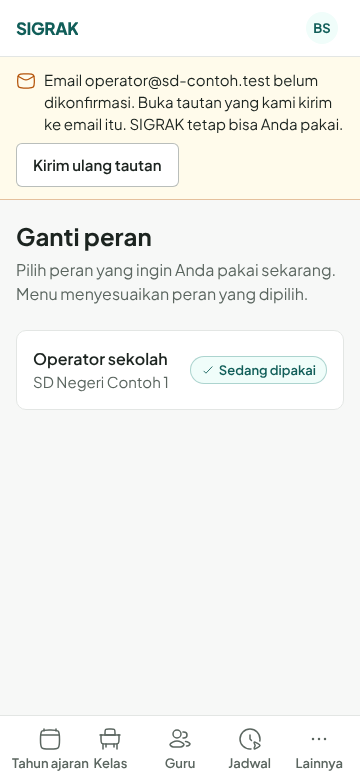 SIGRAK
BS
Email operator@sd-contoh.test belum
dikonfirmasi. Buka tautan yang kami kirim
ke email itu. SIGRAK tetap bisa Anda pakai.
Kirim ulang tautan
Ganti peran
Pilih peran yang ingin Anda pakai sekarang.
Menu menyesuaikan peran yang dipilih.
Operator sekolah
SD Negeri Contoh 1
Sedang dipakai
Tahun ajaran
Kelas
Guru
Jadwal
Lainnya